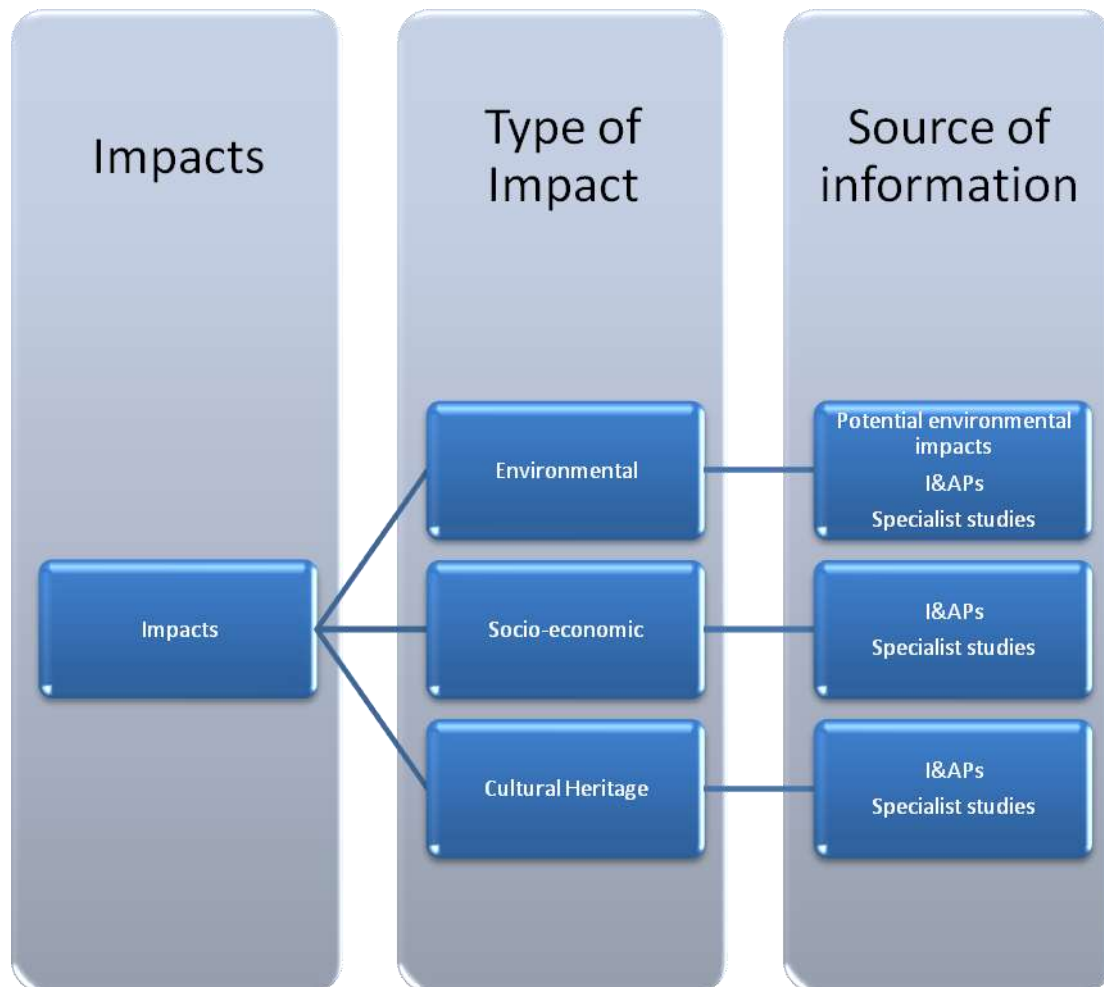 Impacts
Type of
Impact
Source of
information
Impacts
Environmental
Socio-economic
Cultural Heritage
Potential environmental
impacts
I&APs
Specialist studies
I&APs
Specialist studies
I&APs
Specialist studies